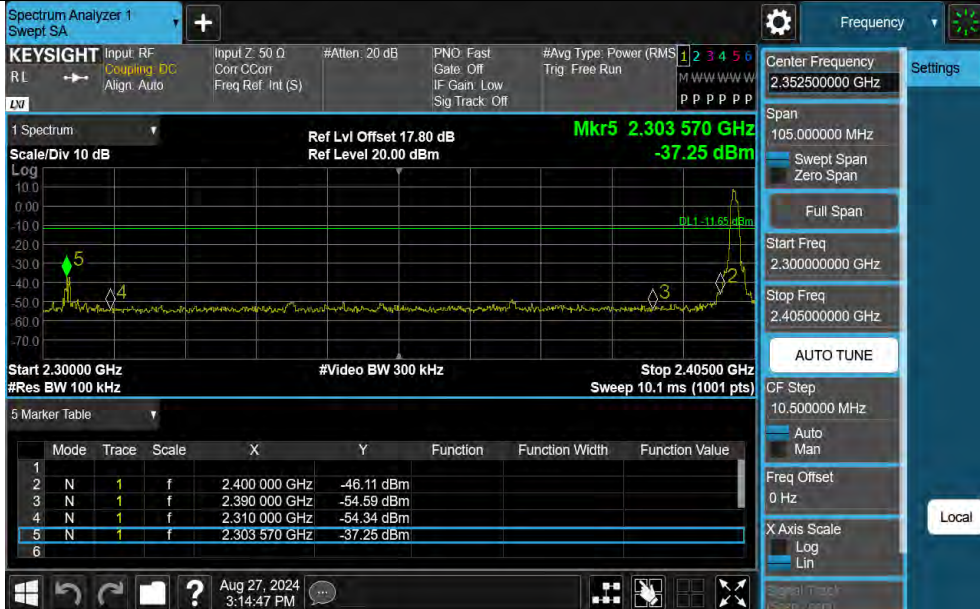 Spectrum Analyzer 1
Swept SA
Frequency
KEYSIGHT
RL
LXI
Input: RF
Coupling: DC
Align: Auto
Input Z: 50 Ω
Corr CCorr
Freq Ref: Int (S)
#Atten: 20 dB
PNO: Fast
Gate: Off
IF Gain: Low
Sig Track: Off
#Avg Type: Power (RMS
Trig: Free Run
1 2 3 4 5 6
M W W W W W
P P P P P P
1 Spectrum
Scale/Div 10 dB
Ref Lvl Offset 17.80 dB
Ref Level 20.00 dBm
Mkr5 2.303 570 GHz
-37.25 dBm
Log
10.0
0.00
-10.0
-20.0
-30.0
-40.0
-50.0
-60.0
-70.0
DL1 -11.65 dBm
5
4
3
2
Start 2.30000 GHz
#Res BW 100 kHz
#Video BW 300 kHz
Stop 2.40500 GHz
Sweep 10.1 ms (1001 pts)
5 Marker Table
Mode Trace Scale X Y Function Function Width Function Value
1
2 N 1 f 2.400 000 GHz -46.11 dBm
3 N 1 f 2.390 000 GHz -54.59 dBm
4 N 1 f 2.310 000 GHz -54.34 dBm
5 N 1 f 2.303 570 GHz -37.25 dBm
6
?
Aug 27, 2024
3:14:47 PM
Center Frequency
2.352500000 GHz
Span
105.000000 MHz
Swept Span
Zero Span
Full Span
Start Freq
2.300000000 GHz
Stop Freq
2.405000000 GHz
AUTO TUNE
CF Step
10.500000 MHz
Auto
Man
Freq Offset
0 Hz
X Axis Scale
Log
Lin
Signal Track
Settings
Local